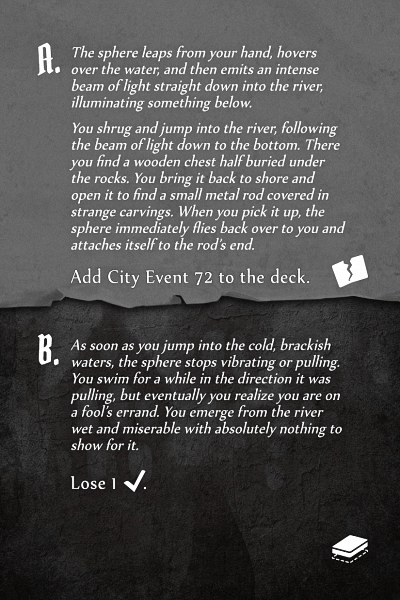 A.
The sphere leaps from your hand, hovers
over the water, and then emits an intense
beam of light straight down into the river,
illuminating something below.
You shrug and jump into the river, following
the beam of light down to the bottom. There
you find a wooden chest half buried under
the rocks. You bring it back to shore and
open it to find a small metal rod covered in
strange carvings. When you pick it up, the
sphere immediately flies back over to you and
attaches itself to the rod's end.
Add City Event 72 to the deck.
B.
As soon as you jump into the cold, brackish
waters, the sphere stops vibrating or pulling.
You swim for a while in the direction it was
pulling, but eventually you realize you are on
a fool's errand. You emerge from the river
wet and miserable with absolutely nothing to
show for it.
Lose 1 ✓.